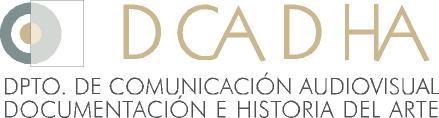 DCADHA
DPTO. DE COMUNICACIÓN AUDIOVISUAL
DOCUMENTACIÓN E HISTORIA DEL ARTE